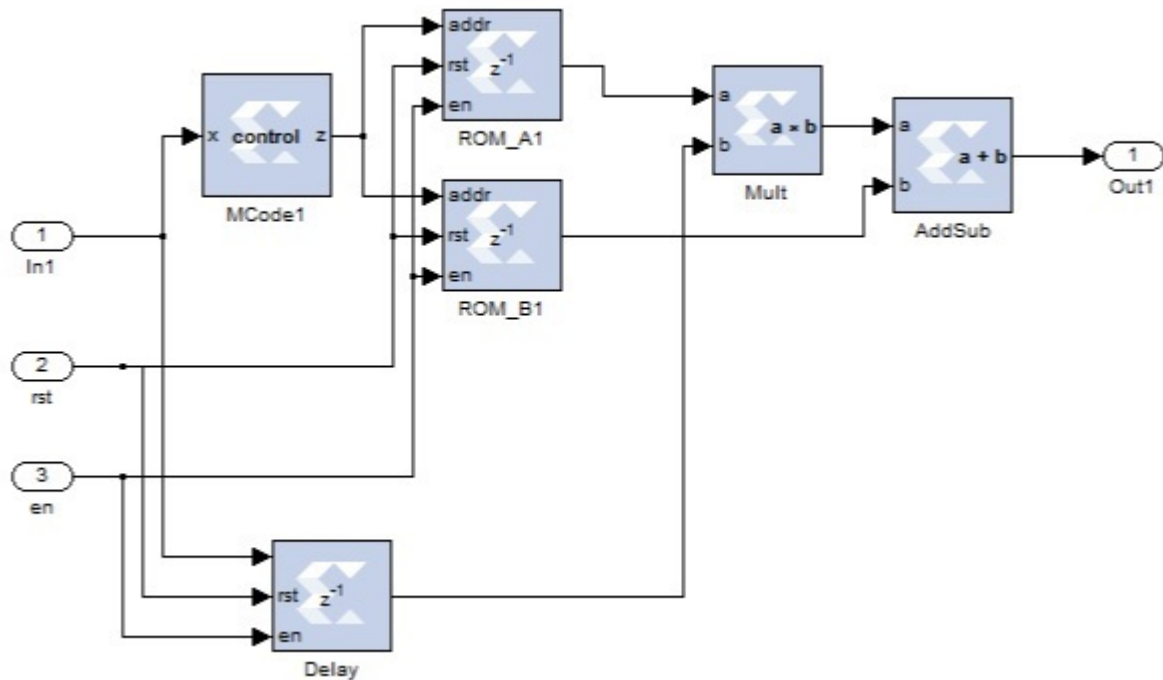 addr
rst
z-1
en
ROM_A1
x
control
z
MCode1
addr
rst
z-1
en
ROM_B1
a
b
a × b
Mult
a
b
a + b
AddSub
1
Out1
1
In1
2
rst
3
en
rst
z-1
en
Delay